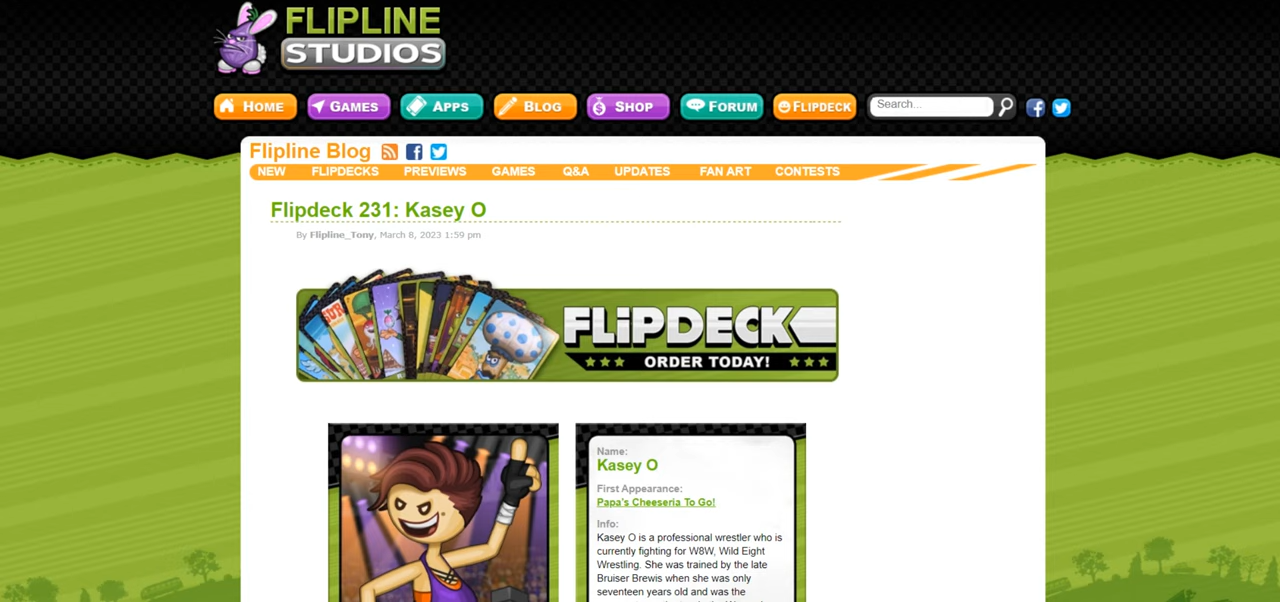 FLIPLINE
STUDIOS
HOME GAMES APPS BLOG SHOP FORUM FLIPDECK Search...
Flipline Blog
NEW FLIPDECKS PREVIEWS GAMES Q&A UPDATES FAN ART CONTESTS
Flipdeck 231: Kasey O
By Flipline_Tony, March 8, 2023 1:59 pm
FLiPDECK
ORDER TODAY!
Name:
Kasey O
First Appearance:
Papa's Cheeseria To Go!
Info:
Kasey O is a professional wrestler who is
currently fighting for W8W, Wild Eight
Wrestling. She was trained by the late
Bruiser Brewis when she was only
seventeen years old and was the